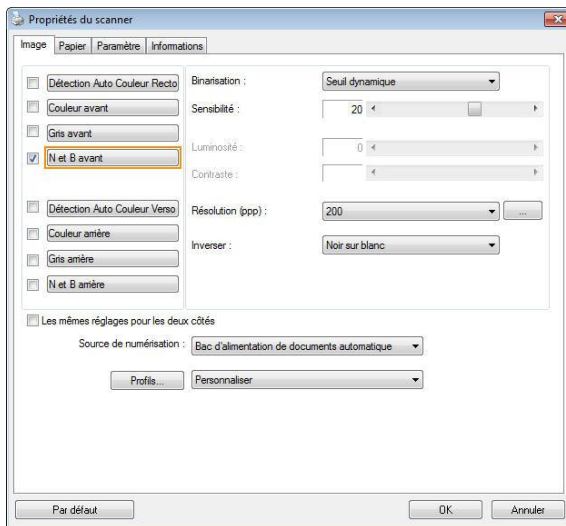 Propriétés du scanner
Image Papier Paramètre Informations
Détection Auto Couleur Recto
Couleur avant
Gris avant
N et B avant
Détection Auto Couleur Verso
Couleur arrière
Gris arrière
N et B arrière
Binarisation : Seuil dynamique
Sensibilité : 20
Luminosité : 0
Contraste :
Résolution (ppp) : 200 ...
Inverser : Noir sur blanc
Les mêmes réglages pour les deux côtés
Source de numérisation : Bac d'alimentation de documents automatique
Profils... Personnaliser
Par défaut OK Annuler